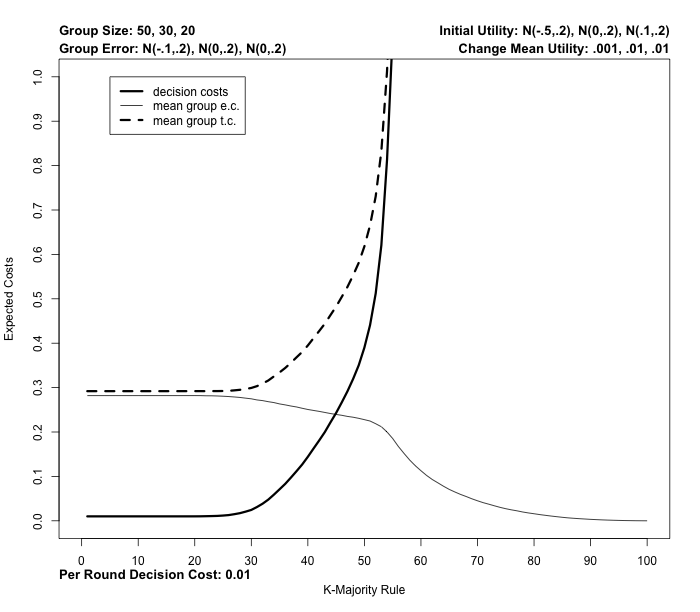 Group Size: 50, 30, 20
Initial Utility: N(-.5,.2), N(0,.2), N(.1,.2)
Group Error: N(-.1,.2), N(0,.2), N(0,.2)
Change Mean Utility: .001, .01, .01
decision costs
mean group e.c.
mean group t.c.
Expected Costs
1.0
0.9
0.8
0.7
0.6
0.5
0.4
0.3
0.2
0.1
0.0
0 10 20 30 40 50 60 70 80 90 100
Per Round Decision Cost: 0.01
K-Majority Rule